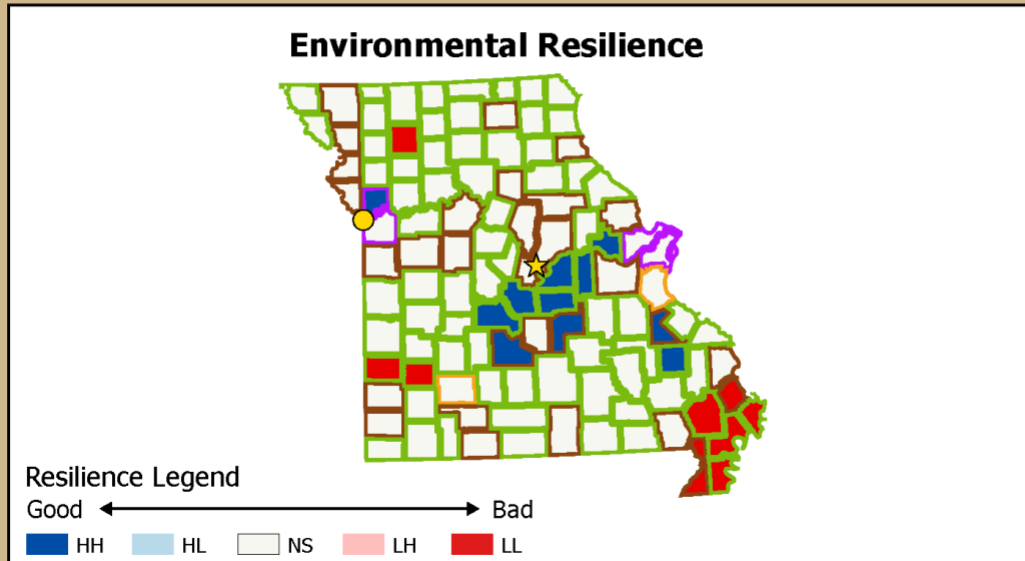 Environmental Resilience
Resilience Legend
Good Bad
HH HL NS LH LL